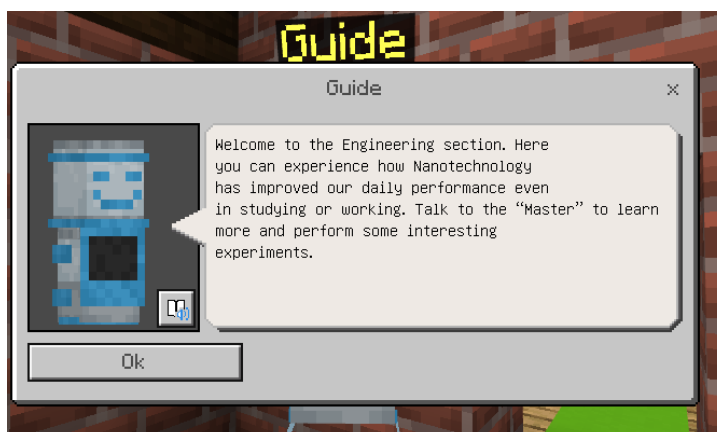 Guide
Guide
Welcome to the Engineering section. Here
you can experience how Nanotechnology
has improved our daily performance even
in studying or working. Talk to the “Master” to learn
more and perform some interesting
experiments.
Ok